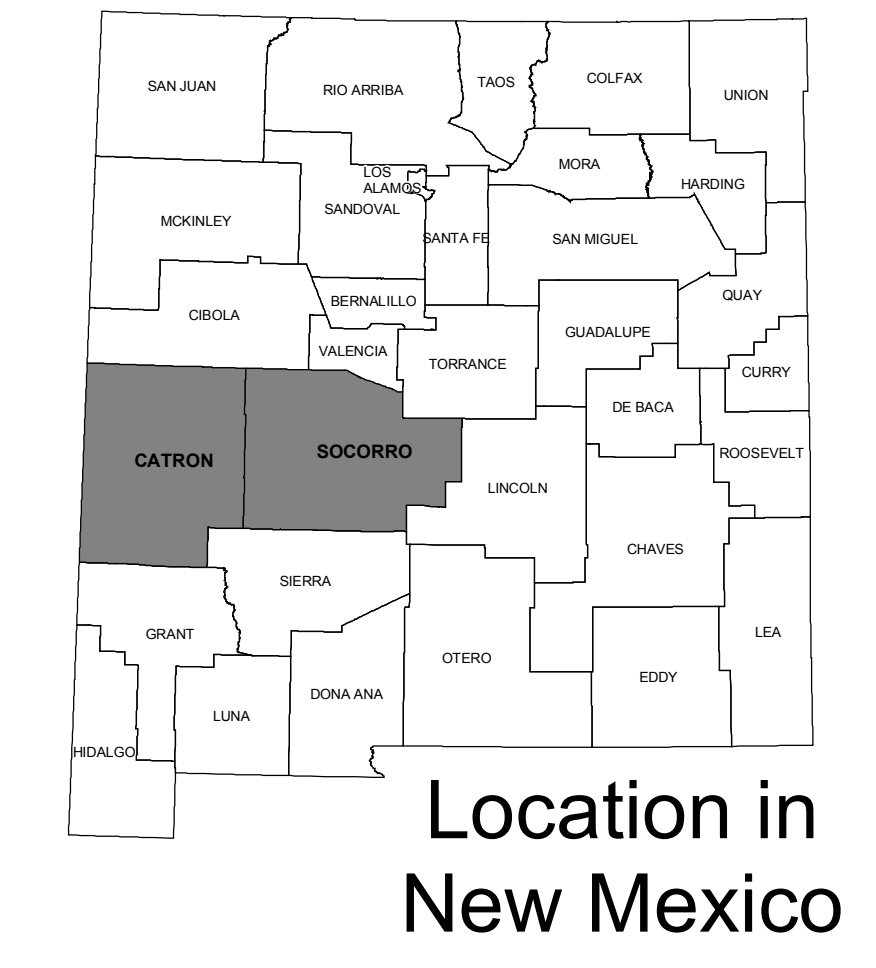 SAN JUAN
RIO ARRIBA
TAOS
COLFAX
UNION
MORA
LOS
ALAMOS
HARDING
SANDOVAL
MCKINLEY
SANTA FE
SAN MIGUEL
QUAY
BERNALILLO
CIBOLA
GUADALUPE
VALENCIA
TORRANCE
CURRY
DE BACA
CATRON
SOCORRO
ROOSEVELT
LINCOLN
CHAVES
SIERRA
GRANT
LEA
OTERO
EDDY
DONA ANA
LUNA
HIDALGO
Location in
New Mexico